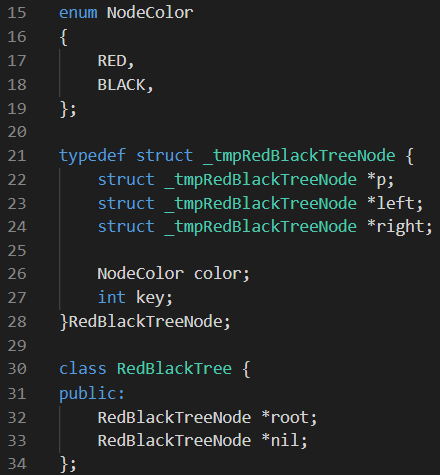 15 enum NodeColor
16 {
17     RED,
18     BLACK,
19 };
20
21 typedef struct _tmpRedBlackTreeNode {
22     struct _tmpRedBlackTreeNode *p;
23     struct _tmpRedBlackTreeNode *left;
24     struct _tmpRedBlackTreeNode *right;
25
26     NodeColor color;
27     int key;
28 }RedBlackTreeNode;
29
30 class RedBlackTree {
31 public:
32     RedBlackTreeNode *root;
33     RedBlackTreeNode *nil;
34 };